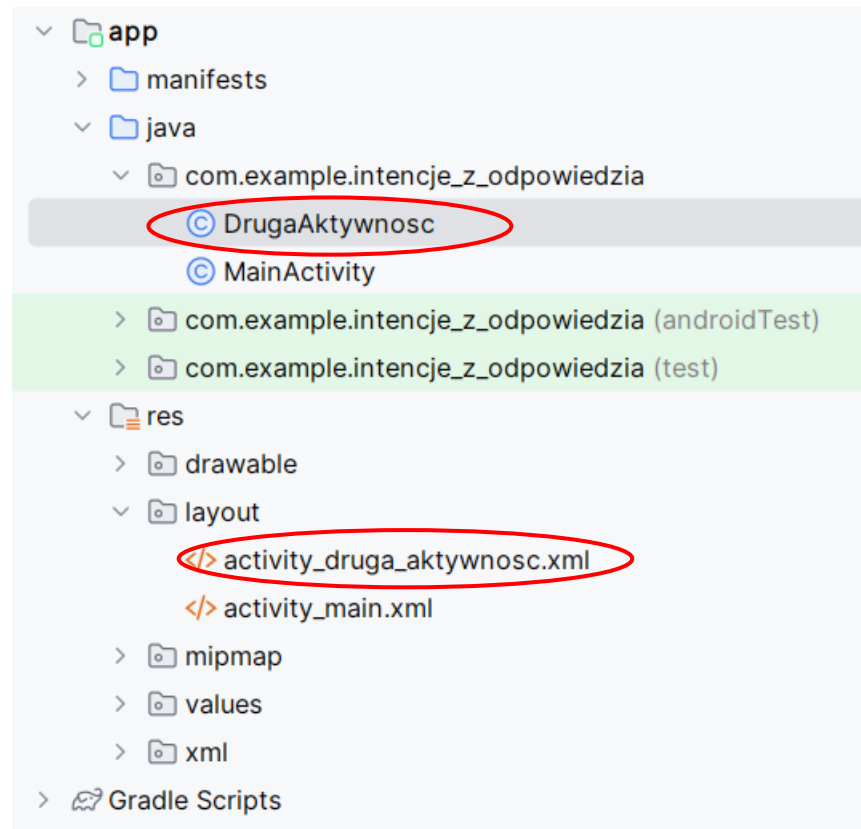 app
manifests
java
com.example.intencje_z_odpowiedzia
DrugaAktywnosc
MainActivity
com.example.intencje_z_odpowiedzia (androidTest)
com.example.intencje_z_odpowiedzia (test)
res
drawable
layout
activity_druga_aktywnosc.xml
activity_main.xml
mipmap
values
xml
Gradle Scripts